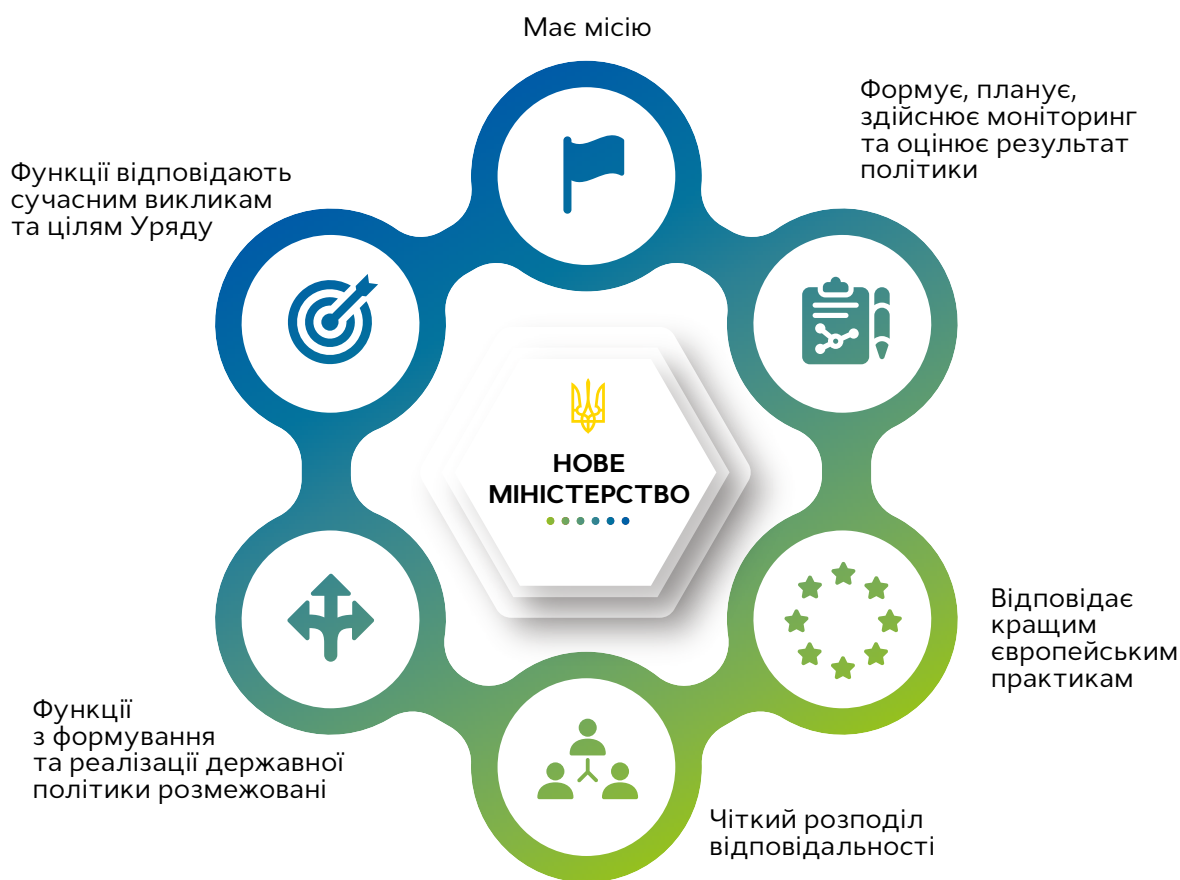 Має місію
Формує, планує,
здійснює моніторинг
та оцінює результат
політики
Функції відповідають
сучасним викликам
та цілям Уряду
НОВЕ
МІНІСТЕРСТВО
Відповідає
кращим
європейським
практикам
Функції
з формування
та реалізації державної
політики розмежовані
Чіткий розподіл
відповідальності